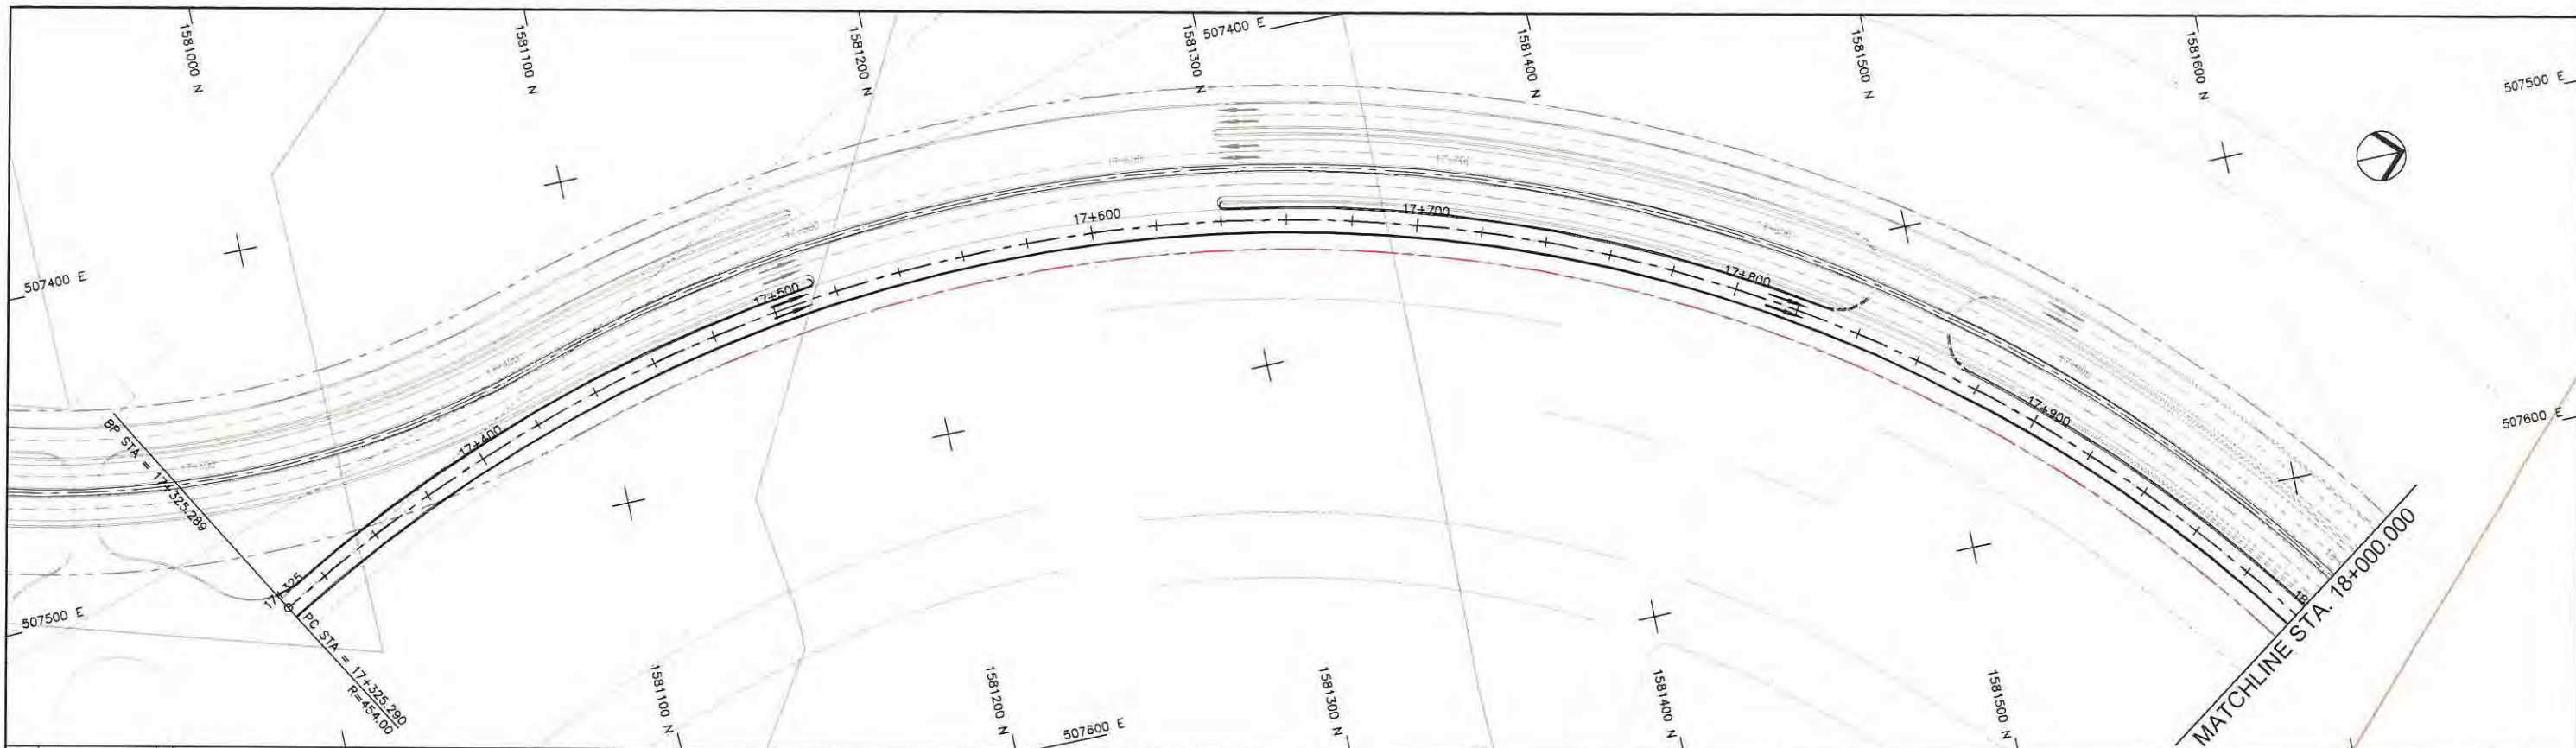 1581000 N
1581100 N
1581200 N
1581300 N
507400 E
1581400 N
1581500 N
1581600 N
507500 E
17+600
17+700
507400 E
17+500
17+800
507600 E
17+400
17+900
BP STA = 17+325.289
17+325
507500 E
PC STA = 17+325.290
R=454.00
MATCHLINE STA. 18+000.000
1581100 N
1581200 N
507600 E
1581300 N
1581400 N
1581500 N